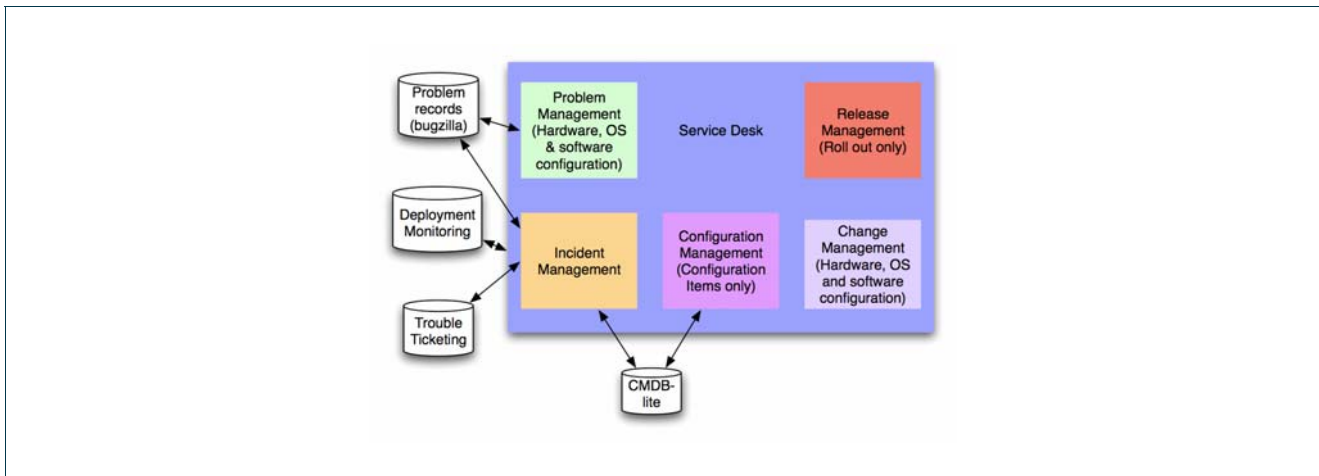 Problem
records
(bugzilla)
Problem
Management
(Hardware, OS
& software
configuration)
Service Desk
Release
Management
(Roll out only)
Deployment
Monitoring
Incident
Management
Configuration
Management
(Configuration
Items only)
Change
Management
(Hardware, OS
and software
configuration)
Trouble
Ticketing
CMDB-
lite